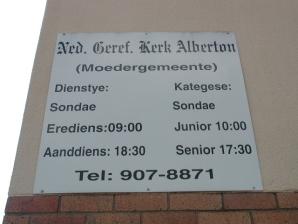 Ned. Geref. Kerk Alberton
(Moedergemeente)
Dienstye: Kategese:
Sondae Sondae
Erediens:09:00 Junior 10:00
Aanddiens: 18:30 Senior 17:30
Tel: 907-8871